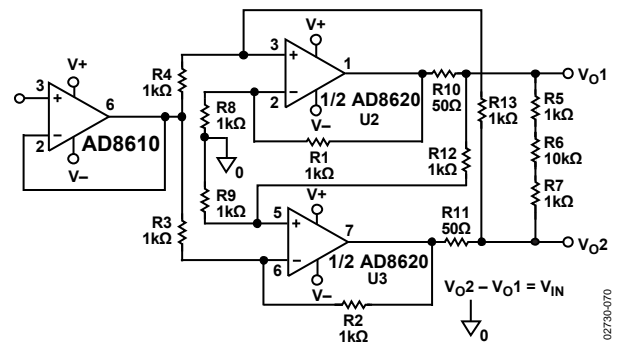 3
V+
6
2
V–
AD8610
R4
1kΩ
R3
1kΩ
3
V+
1
2
V–
1/2 AD8620
U2
R8
1kΩ
0
R9
1kΩ
R1
1kΩ
R10
50Ω
R12
1kΩ
R13
1kΩ
VO1
R5
1kΩ
R6
10kΩ
R7
1kΩ
V+
5
7
6
V–
1/2 AD8620
U3
R11
50Ω
VO2
R2
1kΩ
VO2 – VO1 = VIN
0
02730-070